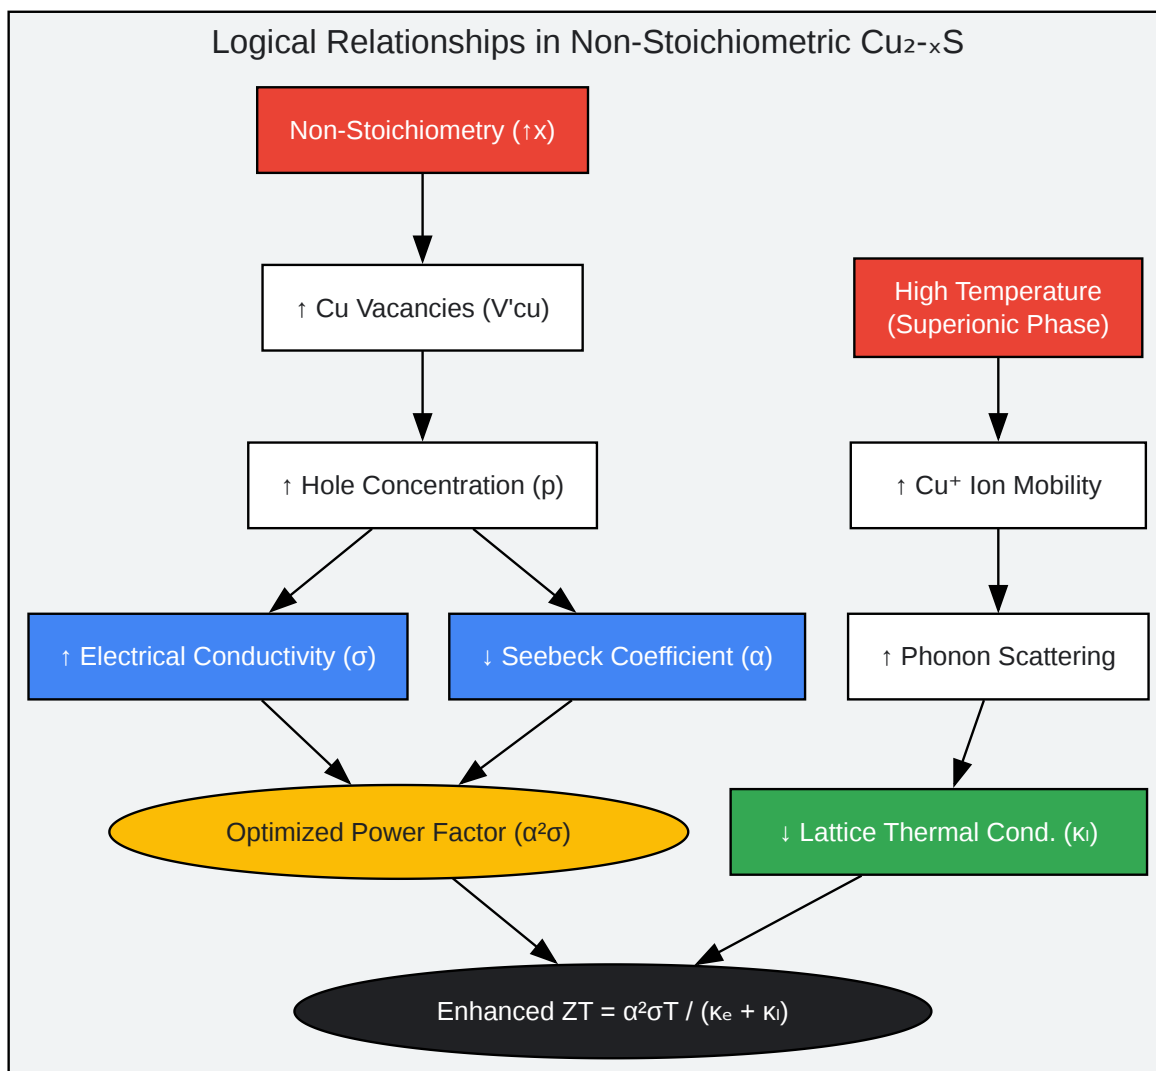 Logical Relationships in Non-Stoichiometric Cu₂-ₓS
Non-Stoichiometry (↑x)
↑ Cu Vacancies (V'cu)
High Temperature
(Superionic Phase)
↑ Hole Concentration (p)
↑ Cu⁺ Ion Mobility
↑ Electrical Conductivity (σ)
↓ Seebeck Coefficient (α)
↑ Phonon Scattering
Optimized Power Factor (α²σ)
↓ Lattice Thermal Cond. (κₗ)
Enhanced ZT = α²σT / (κₑ + κₗ)